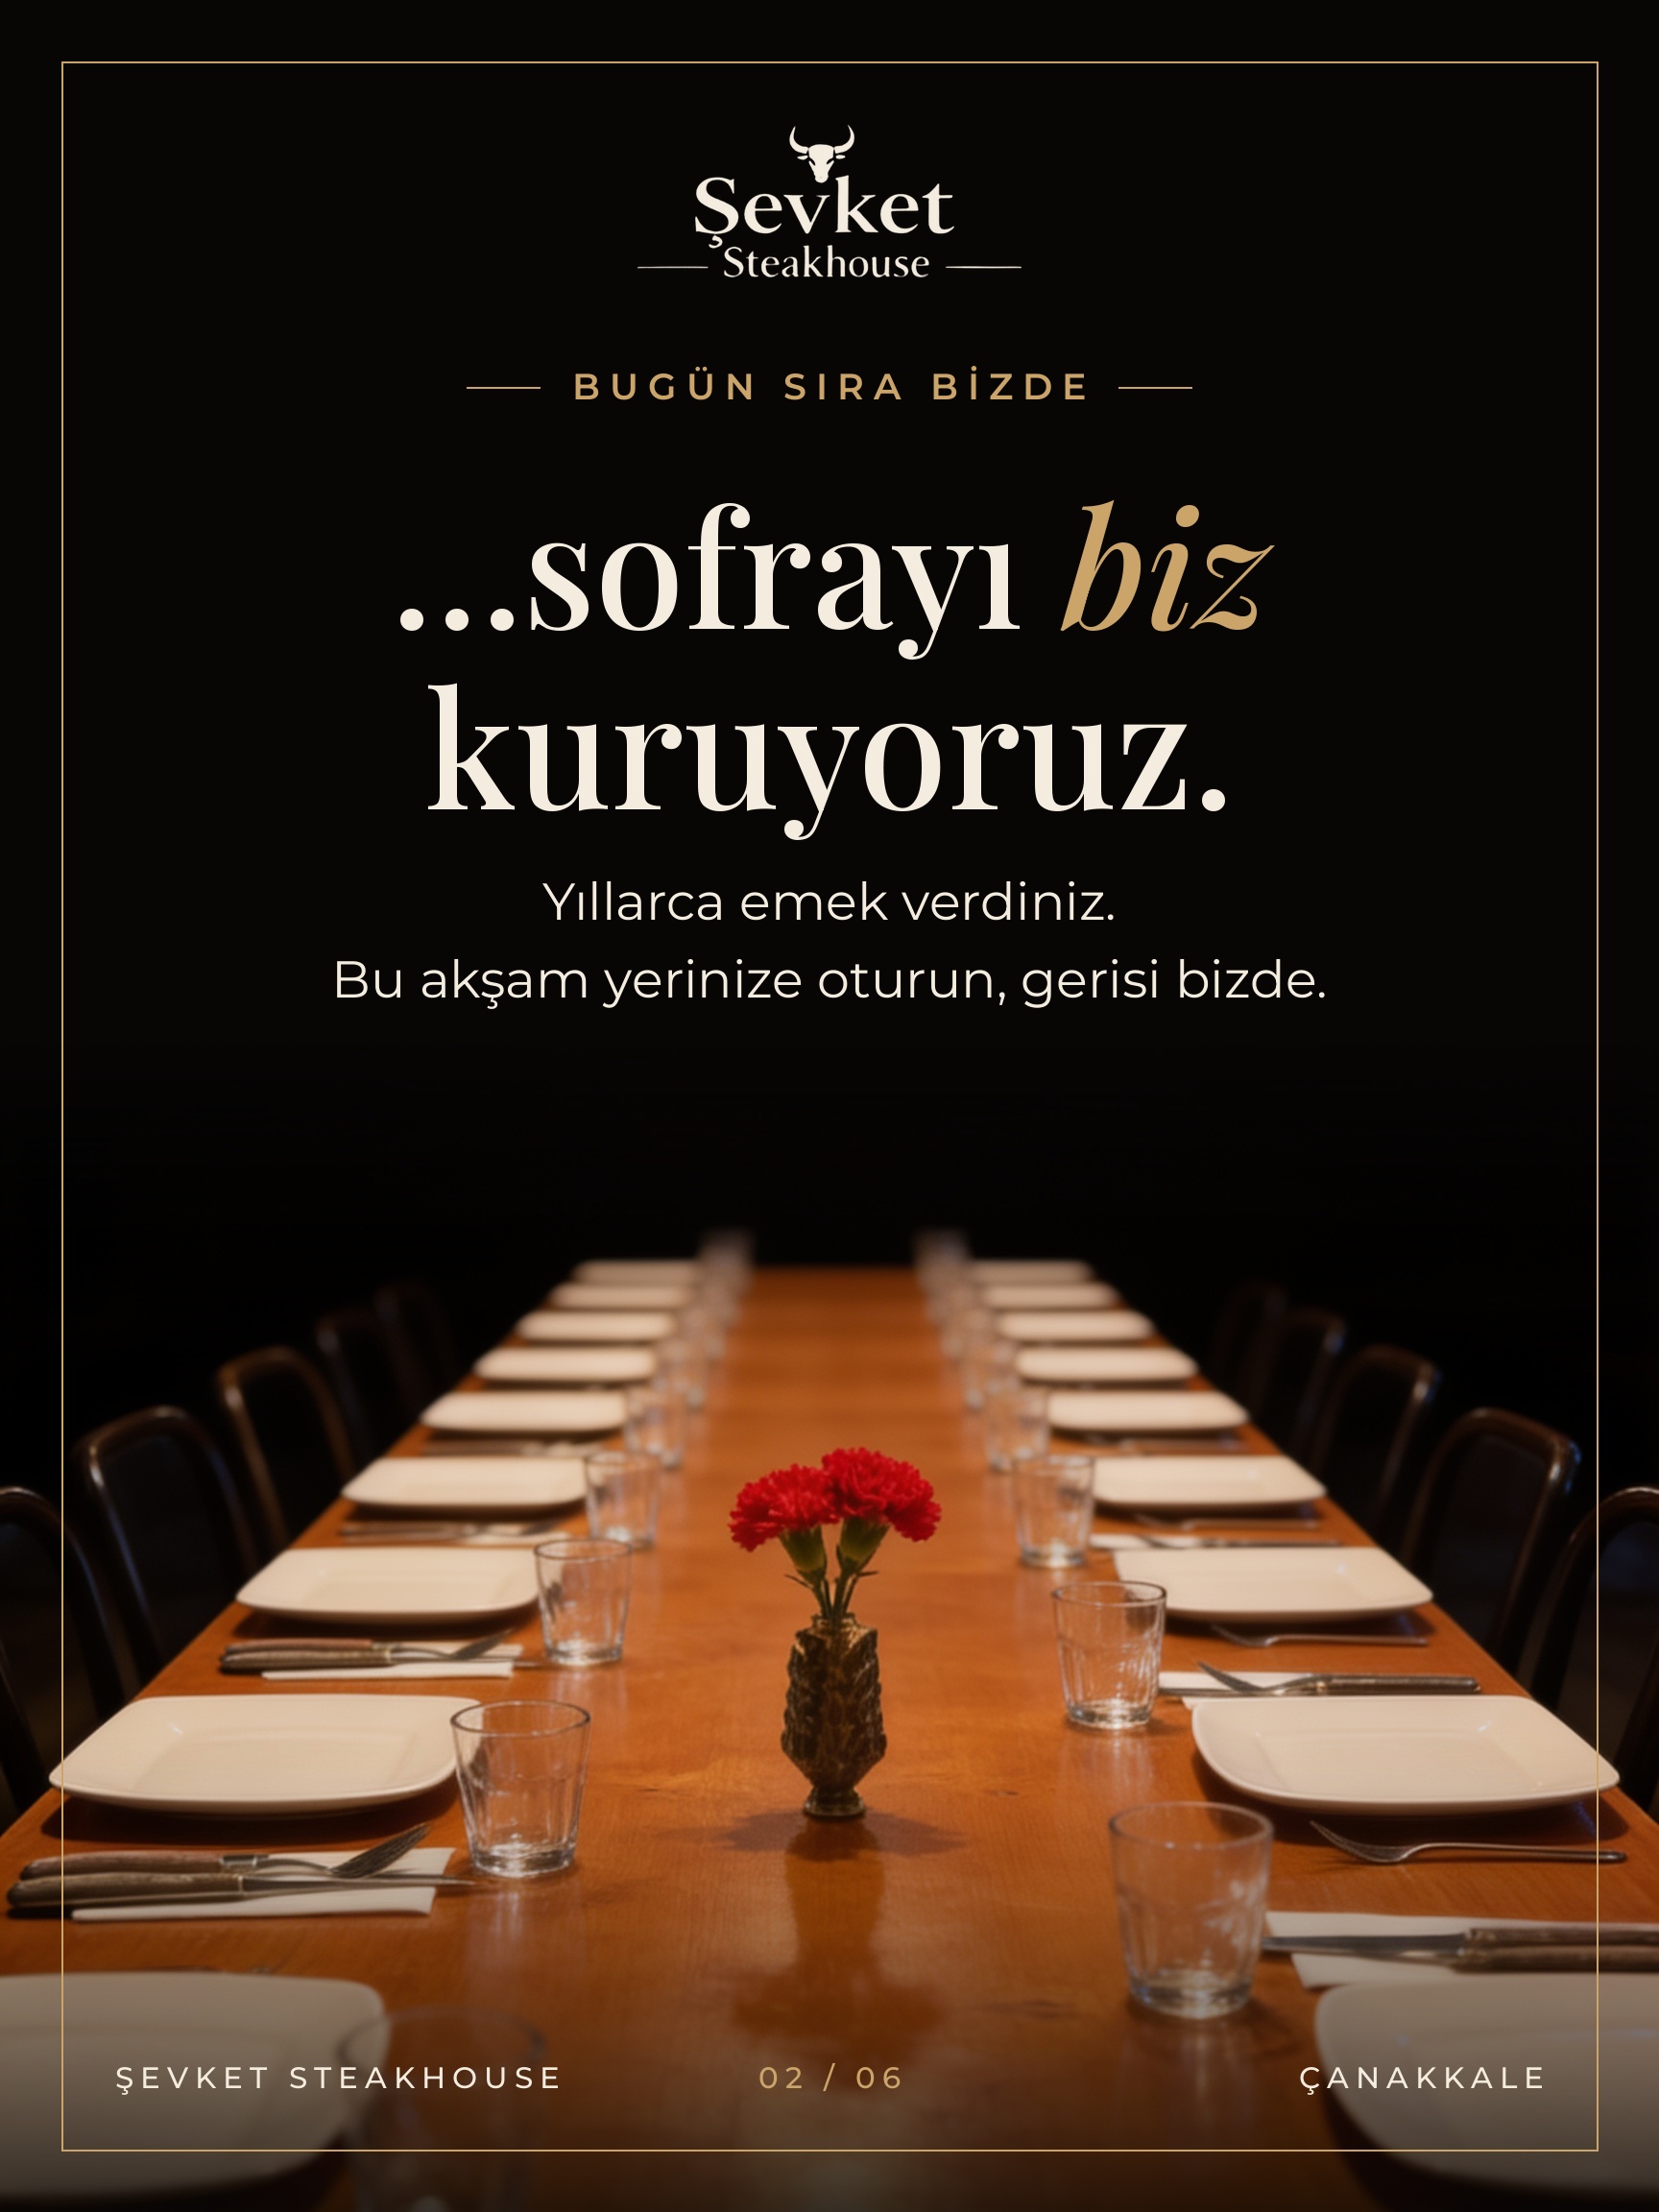 Şevket
Steakhouse
BUGÜN SIRA BİZDE
...sofrayı biz
kuruyoruz.
Yıllarca emek verdiniz.
Bu akşam yerinize oturun, gerisi bizde.
ŞEVKET STEAKHOUSE 02 / 06 ÇANAKKALE